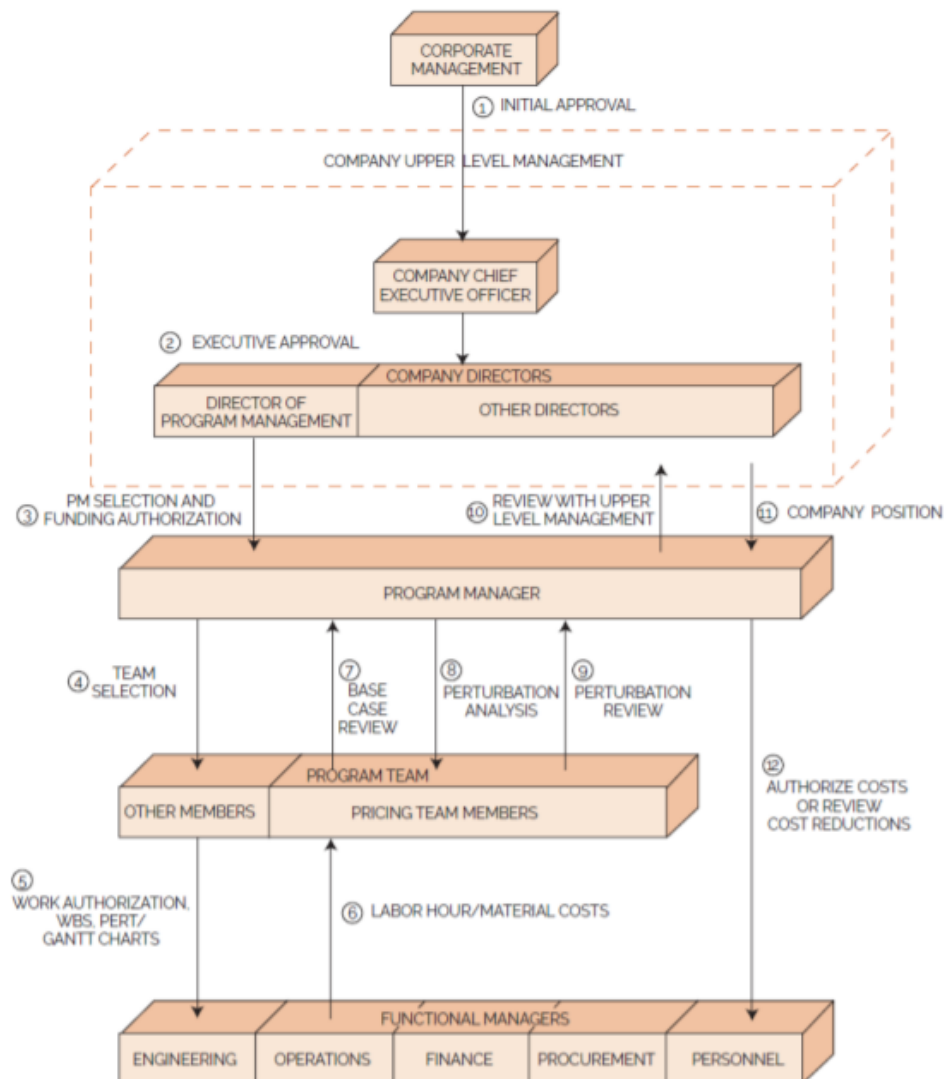 CORPORATE
MANAGEMENT
① INITIAL APPROVAL
COMPANY UPPER LEVEL MANAGEMENT
COMPANY CHIEF
EXECUTIVE OFFICER
② EXECUTIVE APPROVAL
COMPANY DIRECTORS
DIRECTOR OF
PROGRAM MANAGEMENT
OTHER DIRECTORS
③ PM SELECTION AND
FUNDING AUTHORIZATION
⑩ REVIEW WITH UPPER
LEVEL MANAGEMENT
⑪ COMPANY POSITION
PROGRAM MANAGER
④ TEAM
SELECTION
⑦
BASE
CASE
REVIEW
⑧
PERTURBATION
ANALYSIS
⑨
PERTURBATION
REVIEW
⑫
AUTHORIZE COSTS
OR REVIEW
COST REDUCTIONS
PROGRAM TEAM
OTHER MEMBERS
PRICING TEAM MEMBERS
⑤
WORK AUTHORIZATION,
WBS, PERT/
GANTT CHARTS
⑥ LABOR HOUR/MATERIAL COSTS
FUNCTIONAL MANAGERS
ENGINEERING
OPERATIONS
FINANCE
PROCUREMENT
PERSONNEL